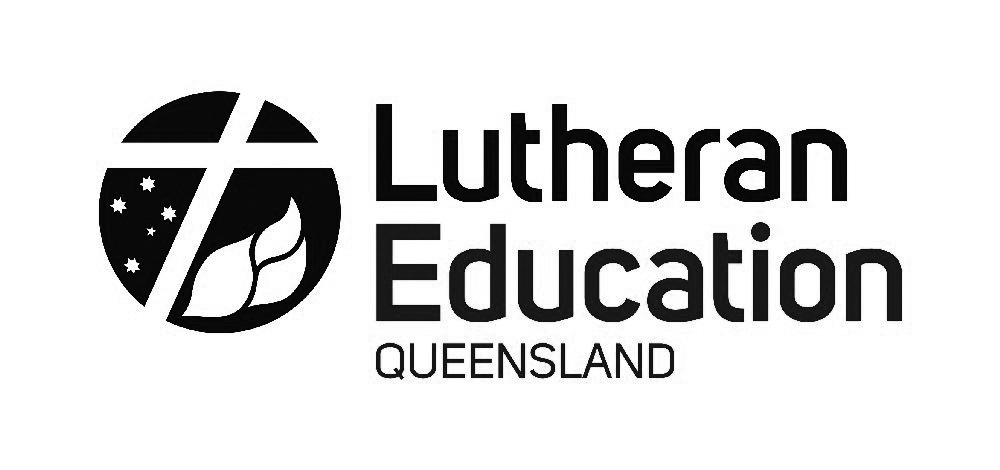 Lutheran
Education
QUEENSLAND